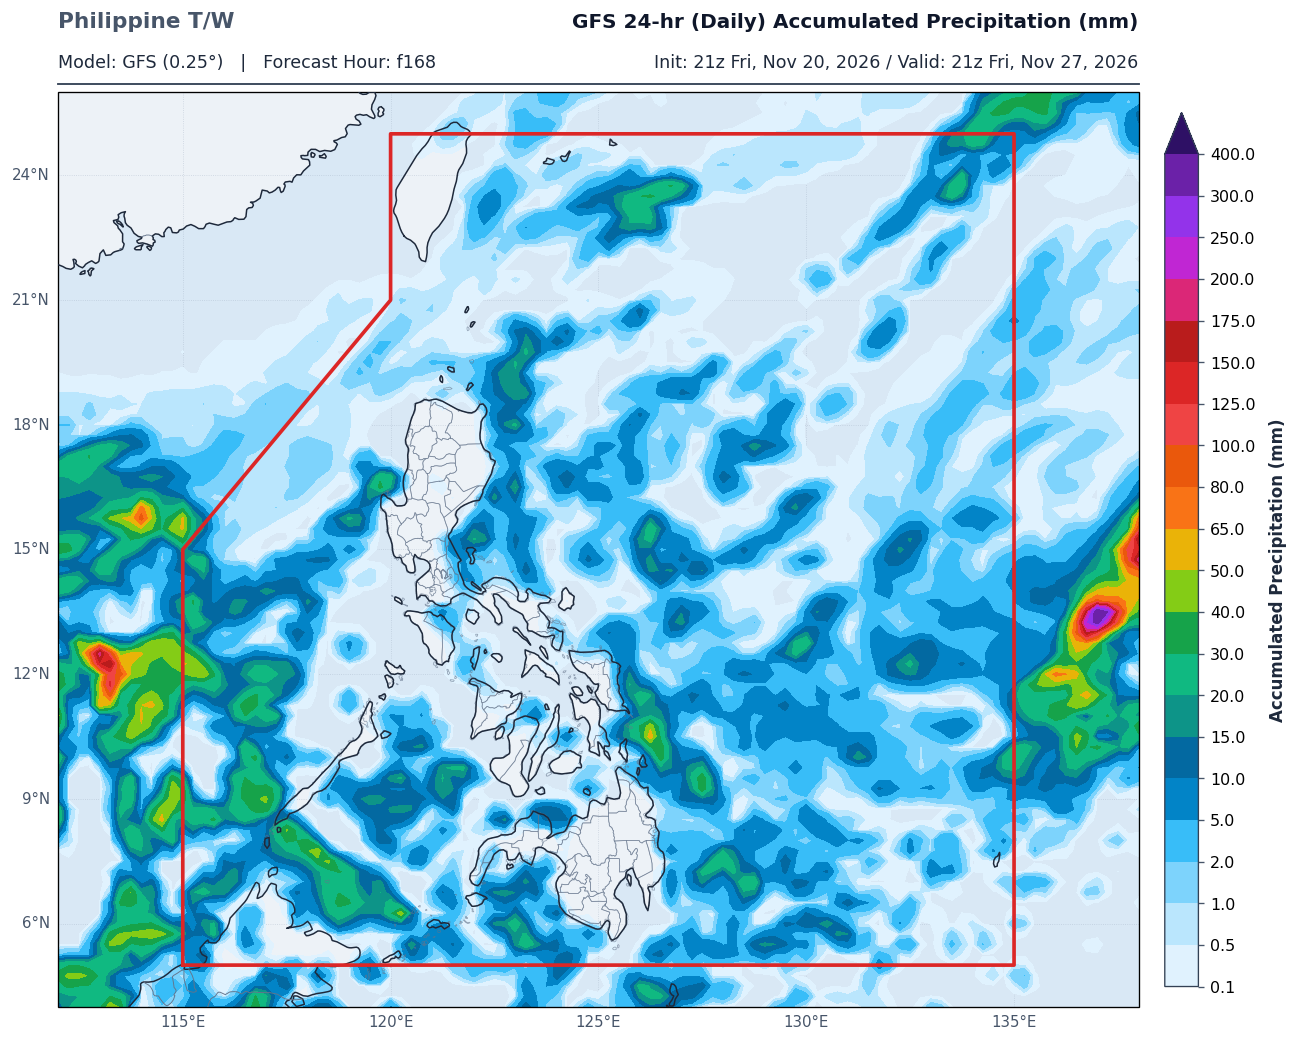 Philippine T/W
GFS 24-hr (Daily) Accumulated Precipitation (mm)
Model: GFS (0.25°)   |   Forecast Hour: f168
Init: 21z Fri, Nov 20, 2026 / Valid: 21z Fri, Nov 27, 2026
24°N
21°N
18°N
15°N
12°N
9°N
6°N
115°E
120°E
125°E
130°E
135°E
400.0
300.0
250.0
200.0
175.0
150.0
125.0
100.0
80.0
65.0
50.0
40.0
30.0
20.0
15.0
10.0
5.0
2.0
1.0
0.5
0.1
Accumulated Precipitation (mm)